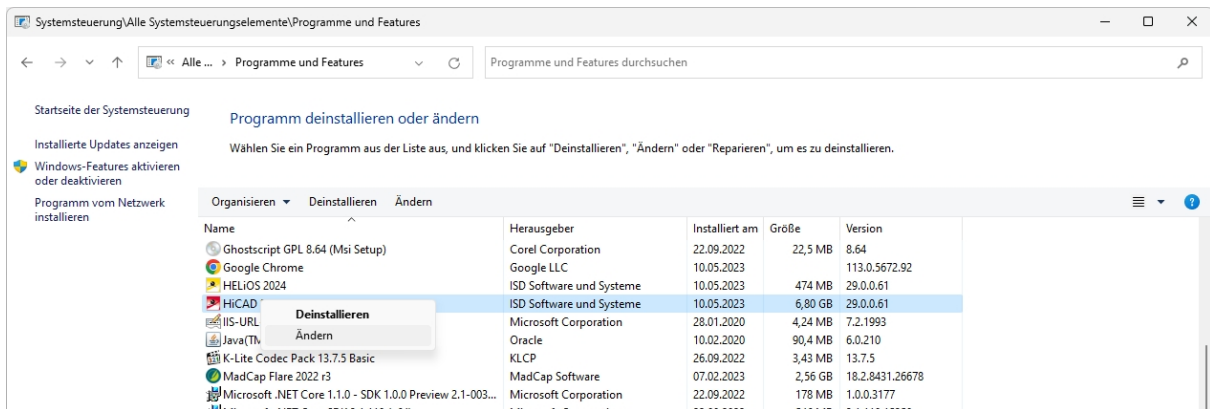 Systemsteuerung\Alle Systemsteuerungselemente\Programme und Features
« Alle ... › Programme und Features
Programme und Features durchsuchen
Startseite der Systemsteuerung
Installierte Updates anzeigen
Windows-Features aktivieren
oder deaktivieren
Programm vom Netzwerk
installieren
Programm deinstallieren oder ändern
Wählen Sie ein Programm aus der Liste aus, und klicken Sie auf "Deinstallieren", "Ändern" oder "Reparieren", um es zu deinstallieren.
Organisieren Deinstallieren Ändern
Name Herausgeber Installiert am Größe Version
Ghostscript GPL 8.64 (Msi Setup) Corel Corporation 22.09.2022 22,5 MB 8.64
Google Chrome Google LLC 10.05.2023 113.0.5672.92
HELiOS 2024 ISD Software und Systeme 10.05.2023 474 MB 29.0.0.61
HiCAD ISD Software und Systeme 10.05.2023 6,80 GB 29.0.0.61
Deinstallieren
IIS-URL Microsoft Corporation 28.01.2020 4,24 MB 7.2.1993
Ändern
Java(TM Oracle 10.02.2020 90,4 MB 6.0.210
K-Lite Codec Pack 13.7.5 Basic KLCP 26.09.2022 3,43 MB 13.7.5
MadCap Flare 2022 r3 MadCap Software 07.02.2023 2,56 GB 18.2.8431.26678
Microsoft .NET Core 1.1.0 - SDK 1.0.0 Preview 2.1-003... Microsoft Corporation 22.09.2022 178 MB 1.0.0.3177